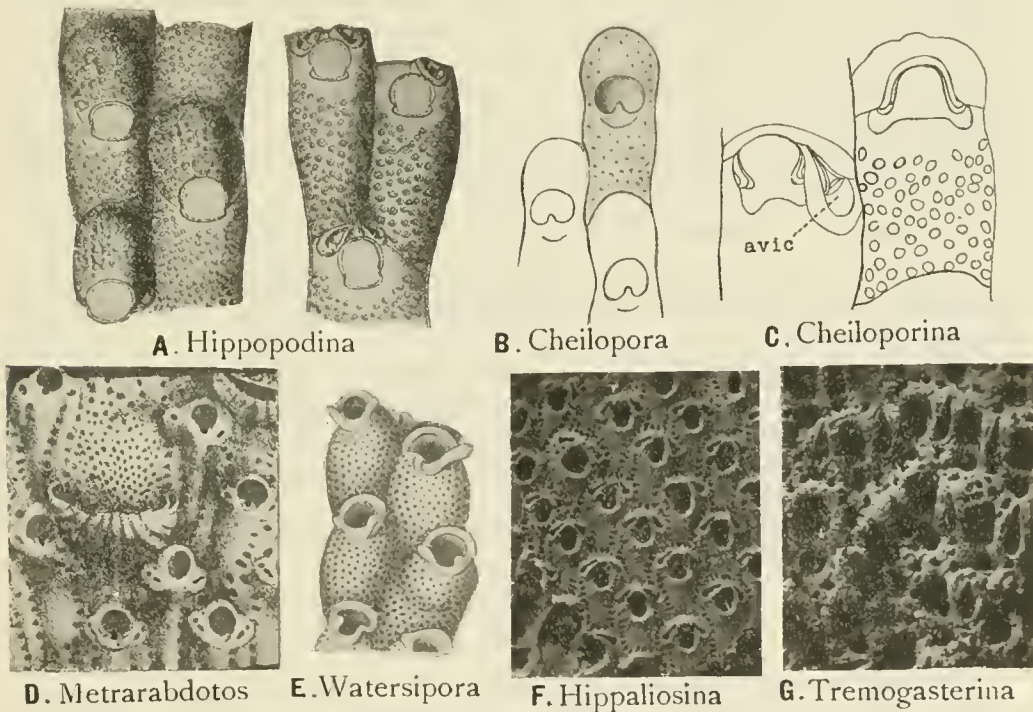 avic
A. Hippopodina
B. Cheilopora
C. Cheiloporina
D. Metrarabdotos
E. Watersipora
F. Hippaliosina
G. Tremogasterina